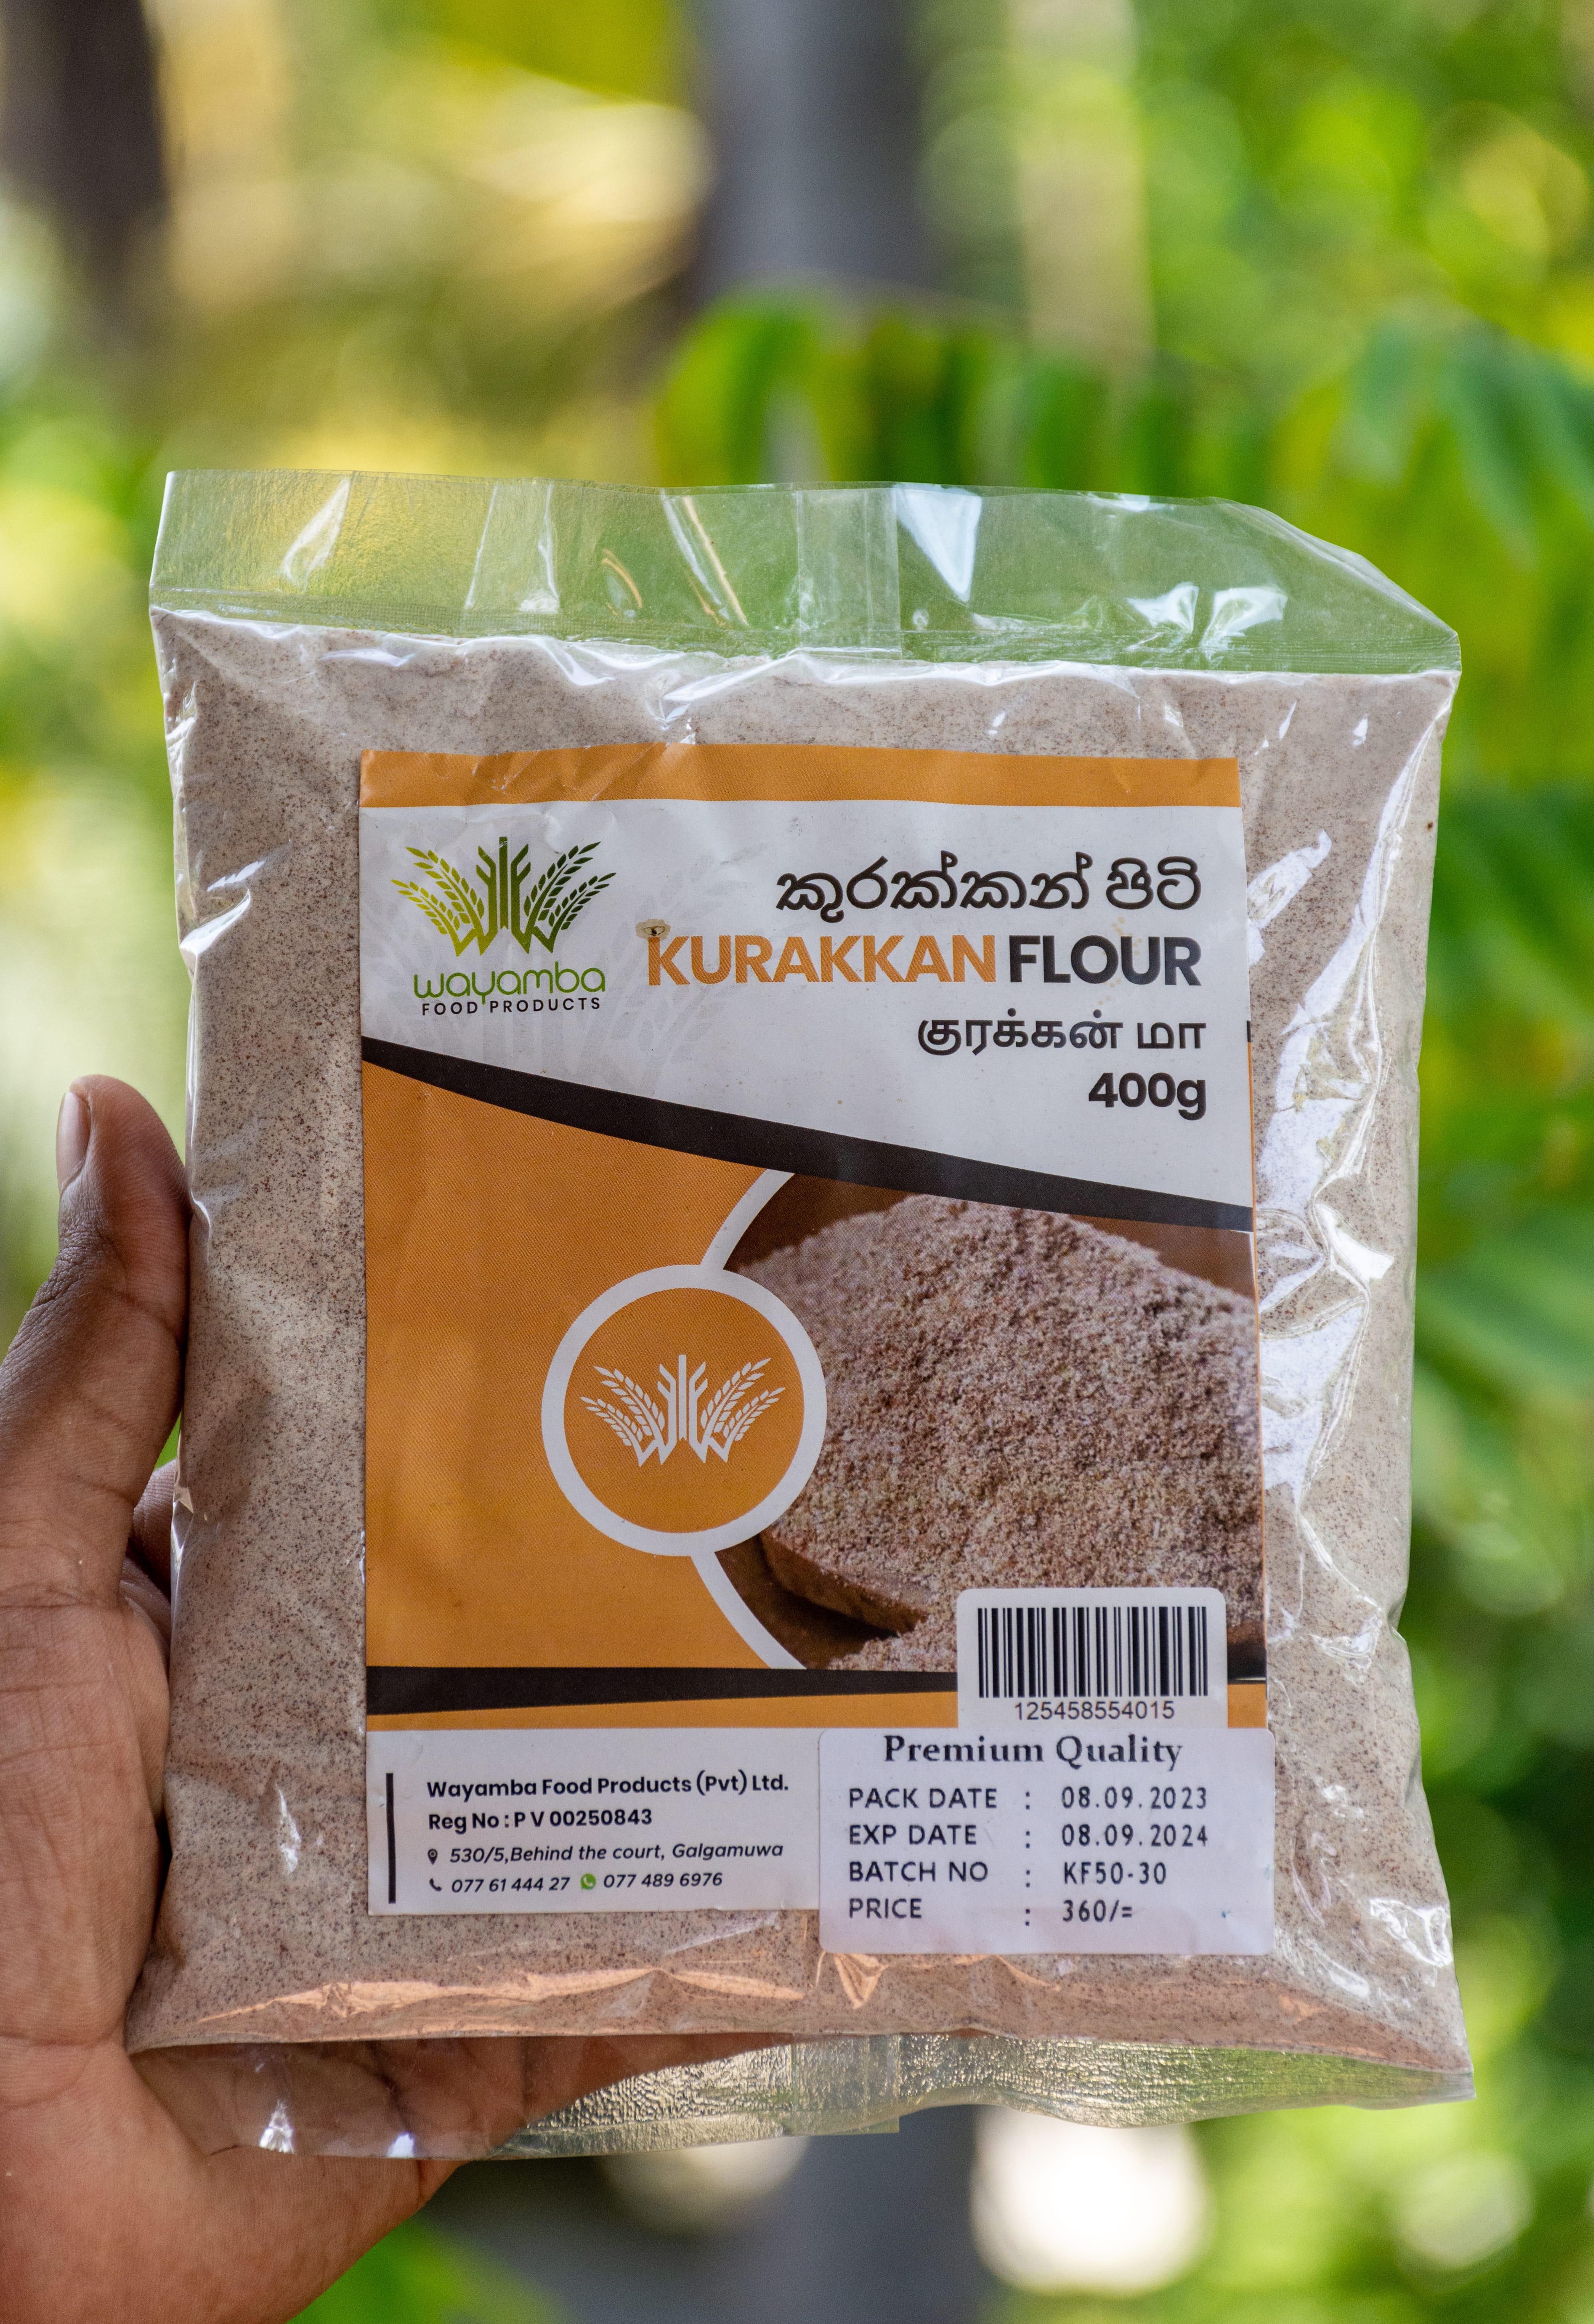 wayamba
FOOD PRODUCTS
කුරක්කන් පිටි
KURAKKAN FLOUR
குரக்கன் மா
400g
125458554015
Premium Quality
PACK DATE : 08.09.2023
EXP DATE : 08.09.2024
BATCH NO : KF50-30
PRICE : 360/=
Wayamba Food Products (Pvt) Ltd.
Reg No : P V 00250843
530/5,Behind the court, Galgamuwa
077 61 444 27 077 489 6976